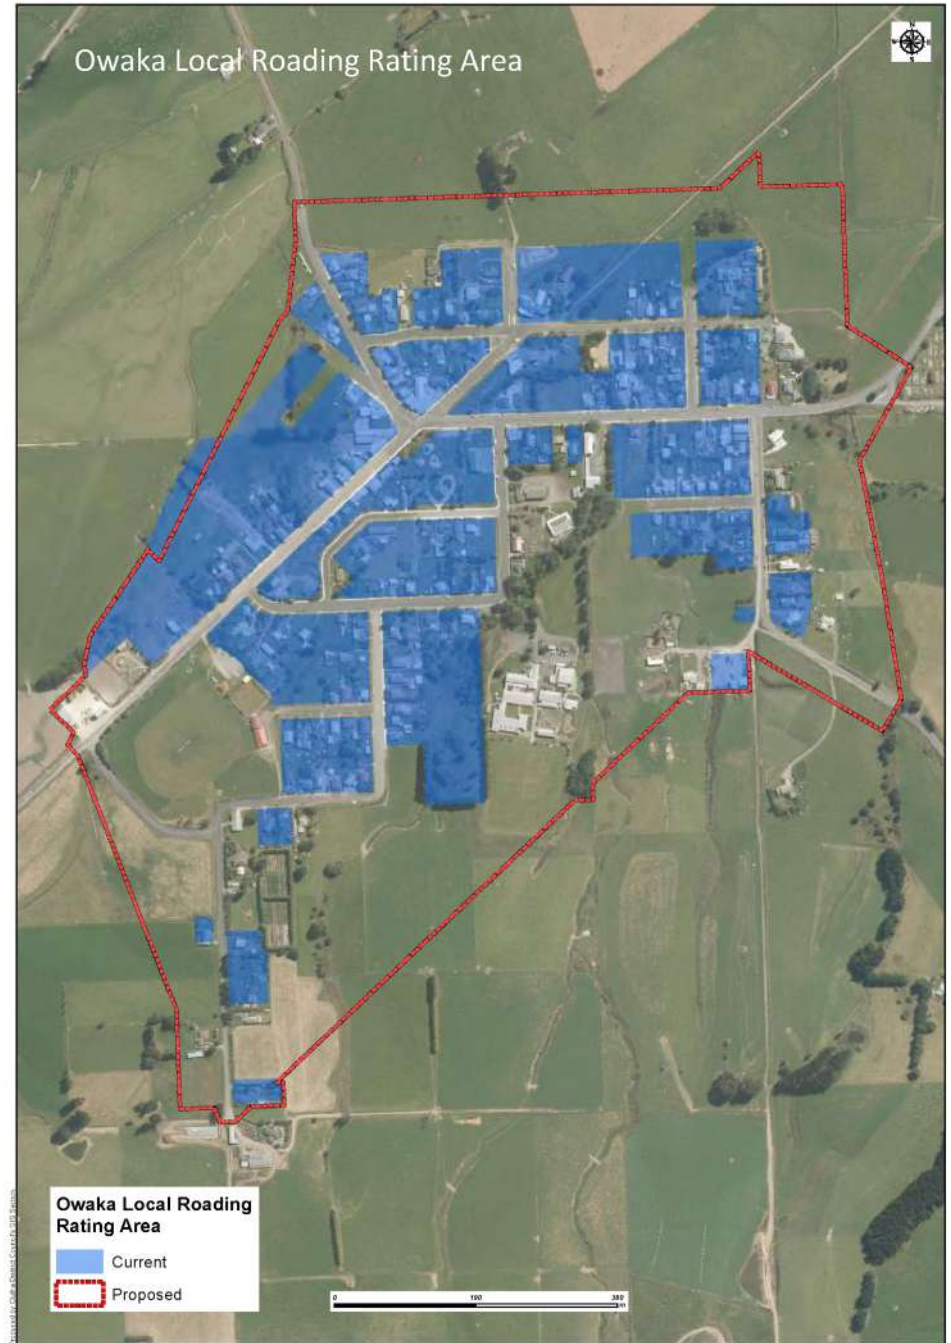 Owaka Local Roading Rating Area
N
Owaka Local Roading
Rating Area
Current
Proposed
0
190
380
m